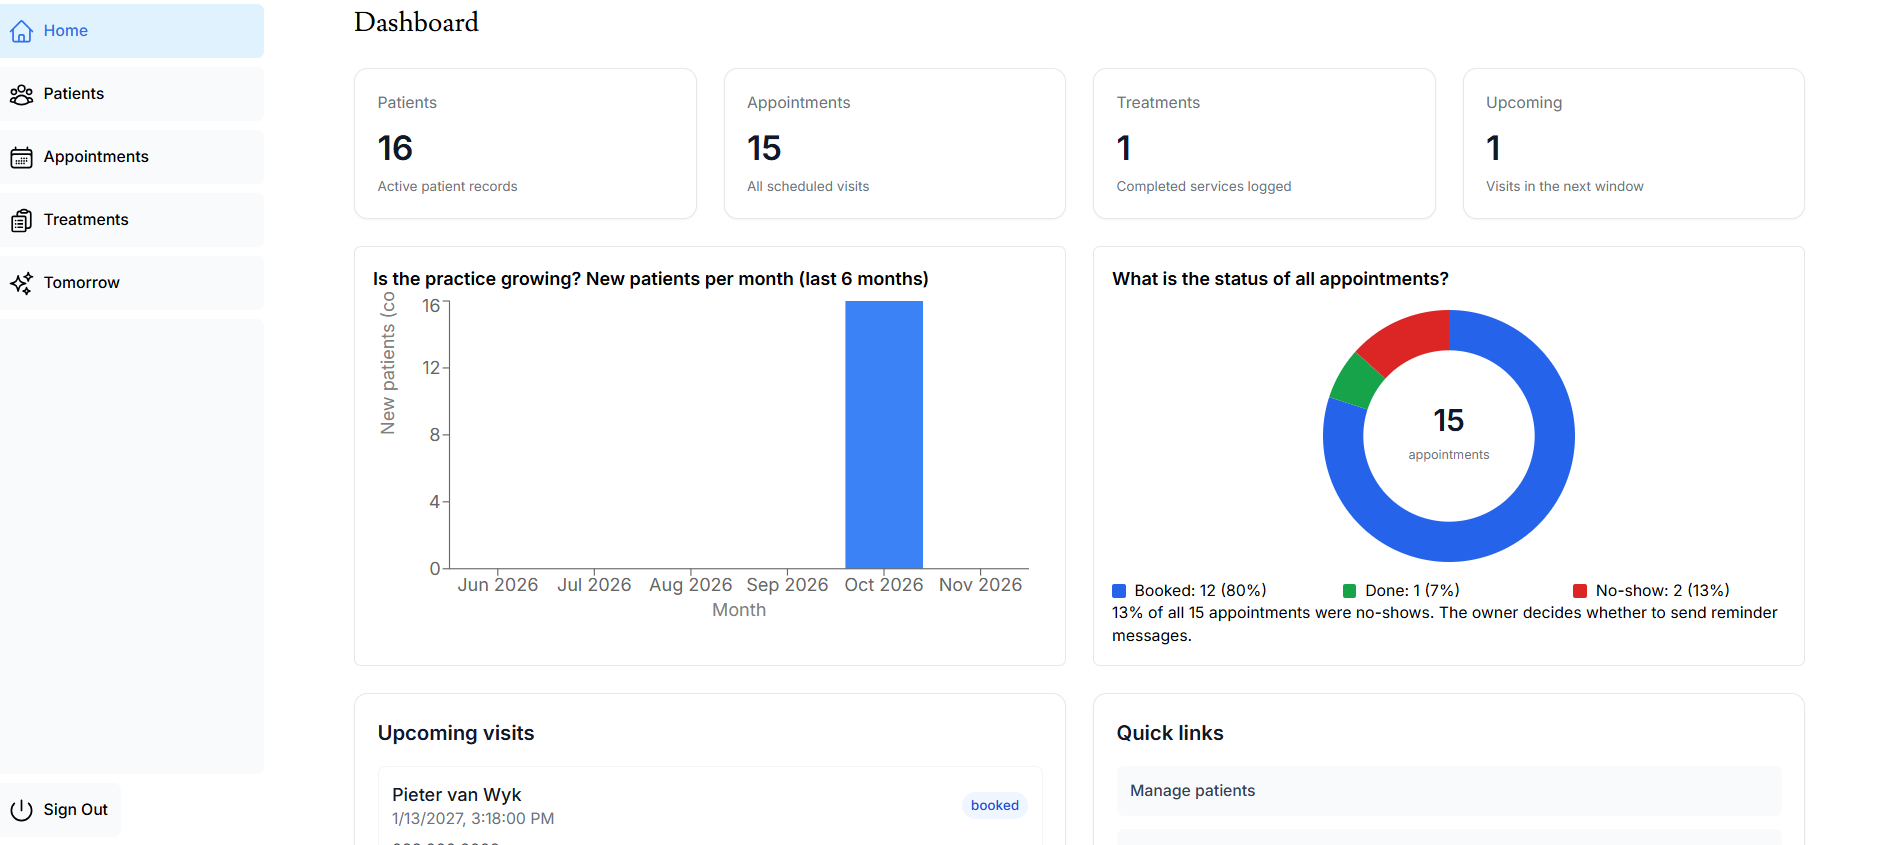 Home
Patients
Appointments
Treatments
Tomorrow
Sign Out
Dashboard
Patients
16
Active patient records
Appointments
15
All scheduled visits
Treatments
1
Completed services logged
Upcoming
1
Visits in the next window
Is the practice growing? New patients per month (last 6 months)
New patients (co
16
12
8
4
0
Jun 2026 Jul 2026 Aug 2026 Sep 2026 Oct 2026 Nov 2026
Month
What is the status of all appointments?
15
appointments
Booked: 12 (80%) Done: 1 (7%) No-show: 2 (13%)
13% of all 15 appointments were no-shows. The owner decides whether to send reminder
messages.
Upcoming visits
Pieter van Wyk
1/13/2027, 3:18:00 PM
booked
Quick links
Manage patients